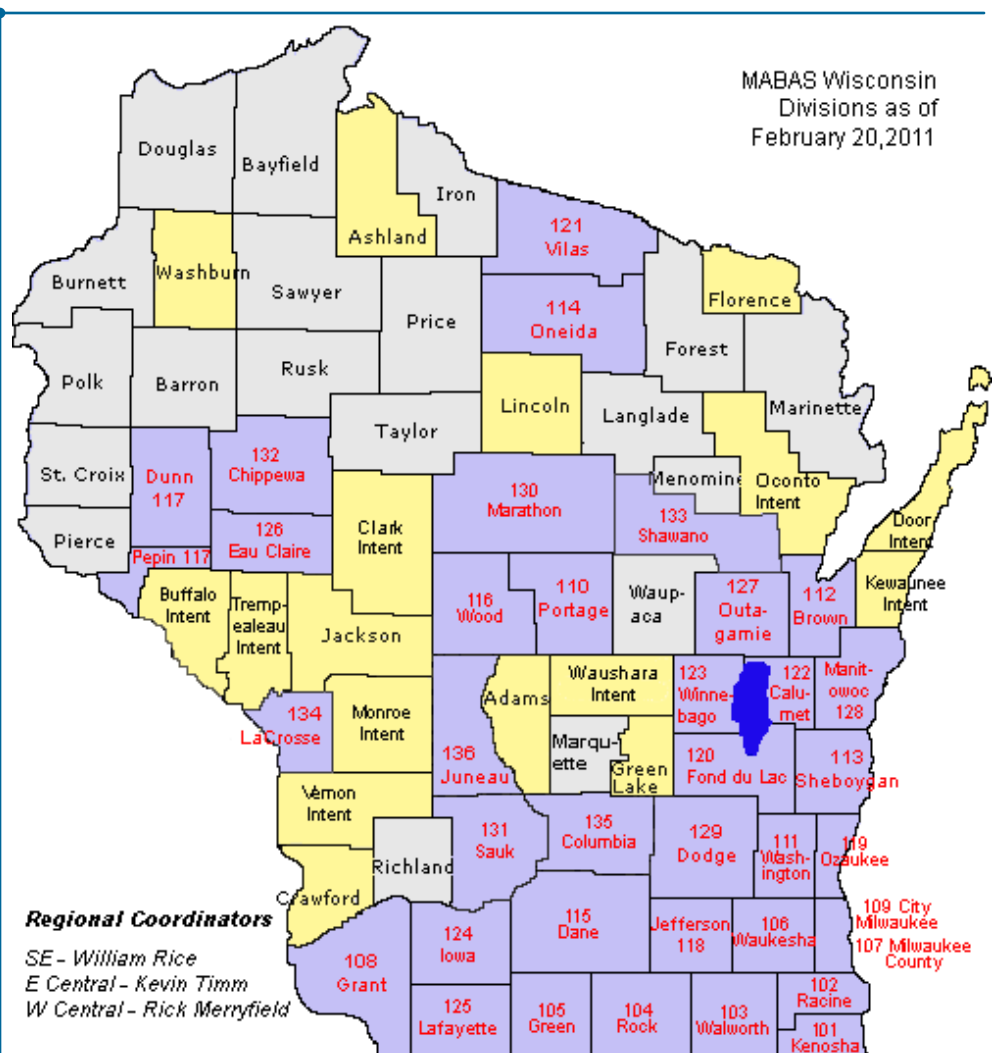 MABAS Wisconsin
Divisions as of
February 20,2011
Douglas
Bayfield
Iron
Ashland
121
Vilas
Burnett
Washburn
Sawyer
Price
114
Oneida
Florence
Forest
Polk
Barron
Rusk
Lincoln
Langlade
Marinette
Taylor
St. Croix
Dunn
117
132
Chippewa
Menomin
Oconto
Intent
130
Marathon
133
Shawano
Pierce
126
Eau Claire
Clark
Intent
Door
Intent
Pepin 117
Buffalo
Intent
Tremp-
ealeau
Intent
Jackson
116
Wood
110
Portage
Waup-
aca
127
Outa-
gamie
112
Brown
Kewaunee
Intent
134
LaCrosse
Monroe
Intent
136
Juneau
Adams
Waushara
Intent
123
Winne-
bago
122
Calu-
met
Manit-
owoc
128
Marqu-
ette
Green
Lake
120
Fond du Lac
113
Sheboygan
Vernon
Intent
Richland
131
Sauk
135
Columbia
129
Dodge
111
Wash-
ington
119
Ozaukee
Crawford
109 City
Milwaukee
107 Milwaukee
County
108
Grant
124
Iowa
115
Dane
Jefferson
118
106
Waukesha
125
Lafayette
105
Green
104
Rock
103
Walworth
102
Racine
101
Kenosha
Regional Coordinators
SE - William Rice
E Central - Kevin Timm
W Central - Rick Merryfield